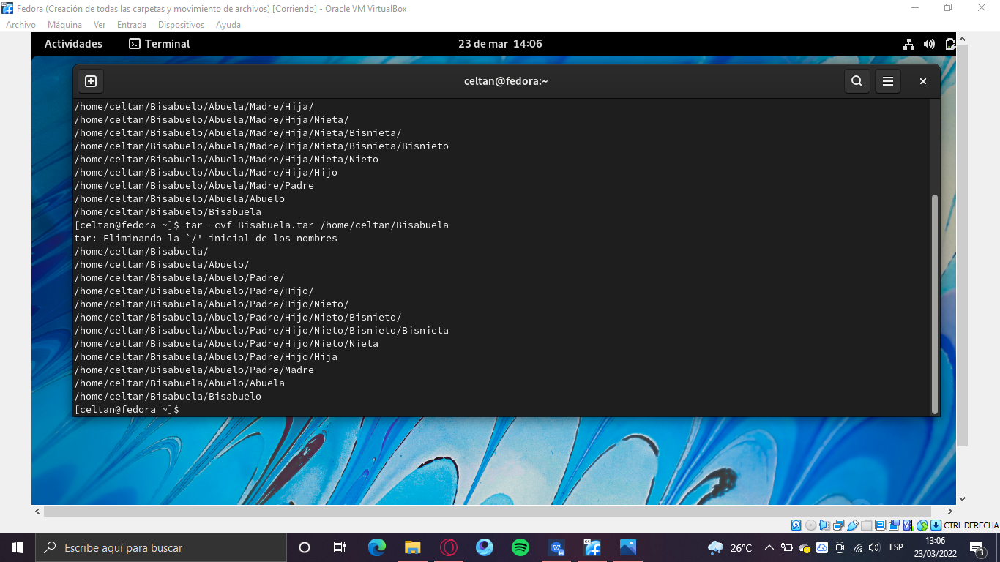 Fedora (Creación de todas las carpetas y movimiento de archivos) [Corriendo] - Oracle VM VirtualBox
Archivo Máquina Ver Entrada Dispositivos Ayuda
Actividades Terminal 23 de mar 14:06
celtan@fedora:~
/home/celtan/Bisabuelo/Abuela/Madre/Hija/
/home/celtan/Bisabuelo/Abuela/Madre/Hija/Nieta/
/home/celtan/Bisabuelo/Abuela/Madre/Hija/Nieta/Bisnieta/
/home/celtan/Bisabuelo/Abuela/Madre/Hija/Nieta/Bisnieta/Bisnieto
/home/celtan/Bisabuelo/Abuela/Madre/Hija/Nieta/Nieto
/home/celtan/Bisabuelo/Abuela/Madre/Hija/Hijo
/home/celtan/Bisabuelo/Abuela/Madre/Padre
/home/celtan/Bisabuelo/Abuela/Abuelo
/home/celtan/Bisabuelo/Bisabuela
[celtan@fedora ~]$ tar -cvf Bisabuela.tar /home/celtan/Bisabuela
tar: Eliminando la `/' inicial de los nombres
/home/celtan/Bisabuela/
/home/celtan/Bisabuela/Abuelo/
/home/celtan/Bisabuela/Abuelo/Padre/
/home/celtan/Bisabuela/Abuelo/Padre/Hijo/
/home/celtan/Bisabuela/Abuelo/Padre/Hijo/Nieto/
/home/celtan/Bisabuela/Abuelo/Padre/Hijo/Nieto/Bisnieto/
/home/celtan/Bisabuela/Abuelo/Padre/Hijo/Nieto/Bisnieto/Bisnieta
/home/celtan/Bisabuela/Abuelo/Padre/Hijo/Nieto/Nieta
/home/celtan/Bisabuela/Abuelo/Padre/Hijo/Hija
/home/celtan/Bisabuela/Abuelo/Padre/Madre
/home/celtan/Bisabuela/Abuelo/Abuela
/home/celtan/Bisabuela/Bisabuelo
[celtan@fedora ~]$
CTRL DERECHA
Escribe aquí para buscar 26°C ESP 13:06
23/03/2022 3